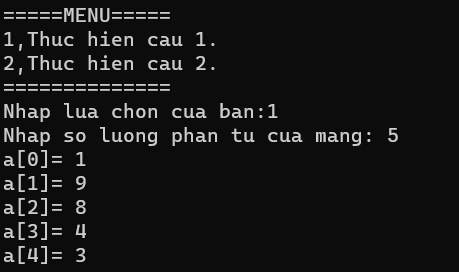 =====MENU=====
1,Thuc hien cau 1.
2,Thuc hien cau 2.
==============
Nhap lua chon cua ban:1
Nhap so luong phan tu cua mang: 5
a[0]= 1
a[1]= 9
a[2]= 8
a[3]= 4
a[4]= 3